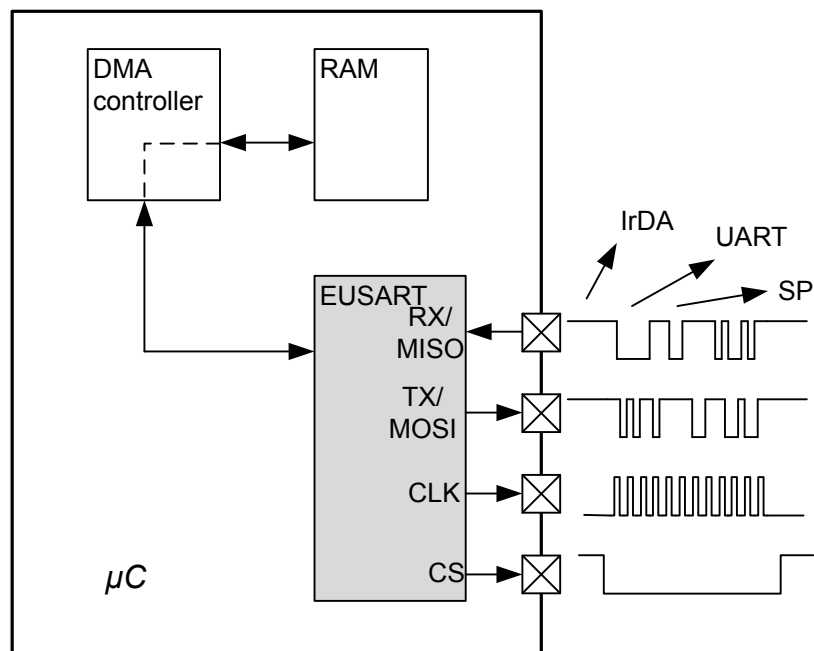 DMA
controller
RAM
IrDA
UART
SP
EUSART
RX/
MISO
TX/
MOSI
CLK
CS
µC